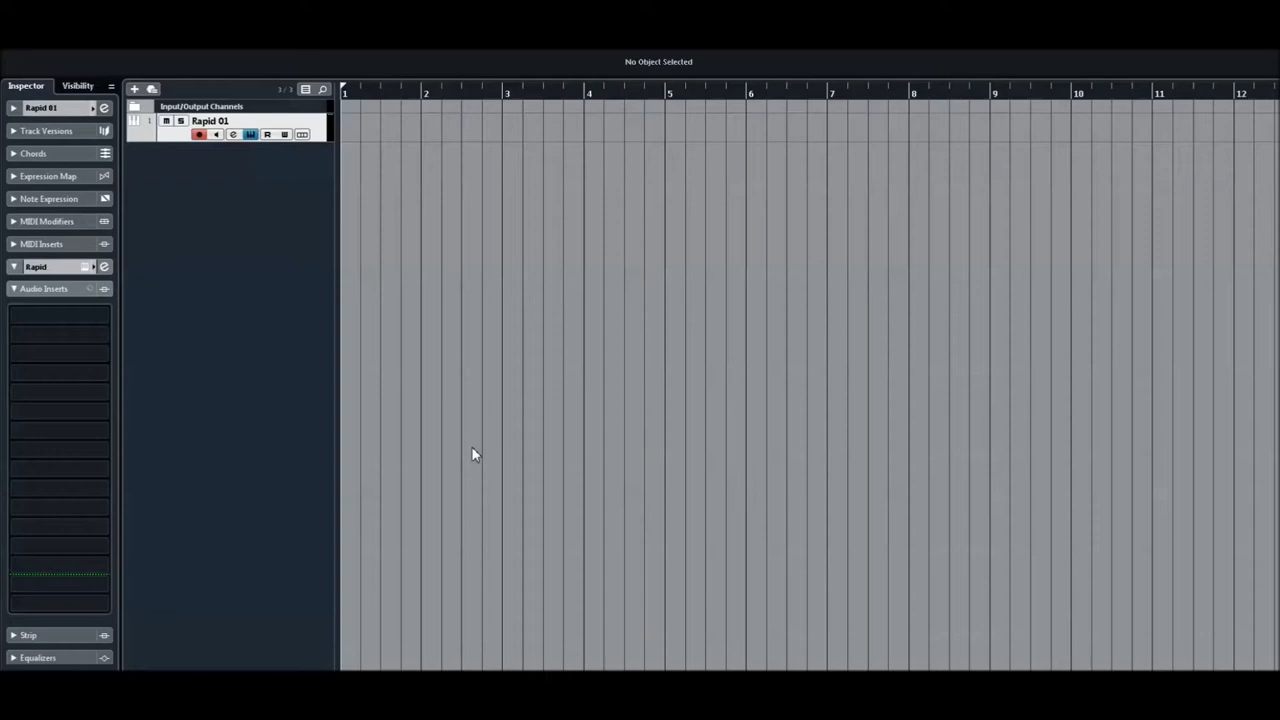 No Object Selected
Inspector Visibility
3 / 3
1 2 3 4 5 6 7 8 9 10 11 12
Rapid 01
Input/Output Channels
1 M S Rapid 01
R W
Track Versions
Chords
Expression Map
Note Expression
MIDI Modifiers
MIDI Inserts
Rapid
Audio Inserts
Strip
Equalizers